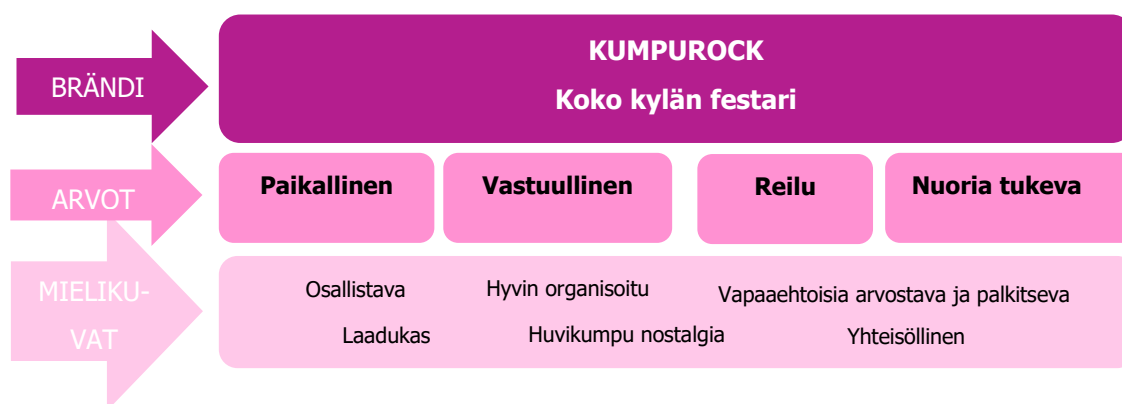 BRÄNDI
KUMPUROCK
Koko kylän festari
ARVOT
Paikallinen
Vastuullinen
Reilu
Nuoria tukeva
MIELIKU-
VAT
Osallistava
Hyvin organisoitu
Vapaaehtoisia arvostava ja palkitseva
Laadukas
Huvikumpu nostalgia
Yhteisöllinen